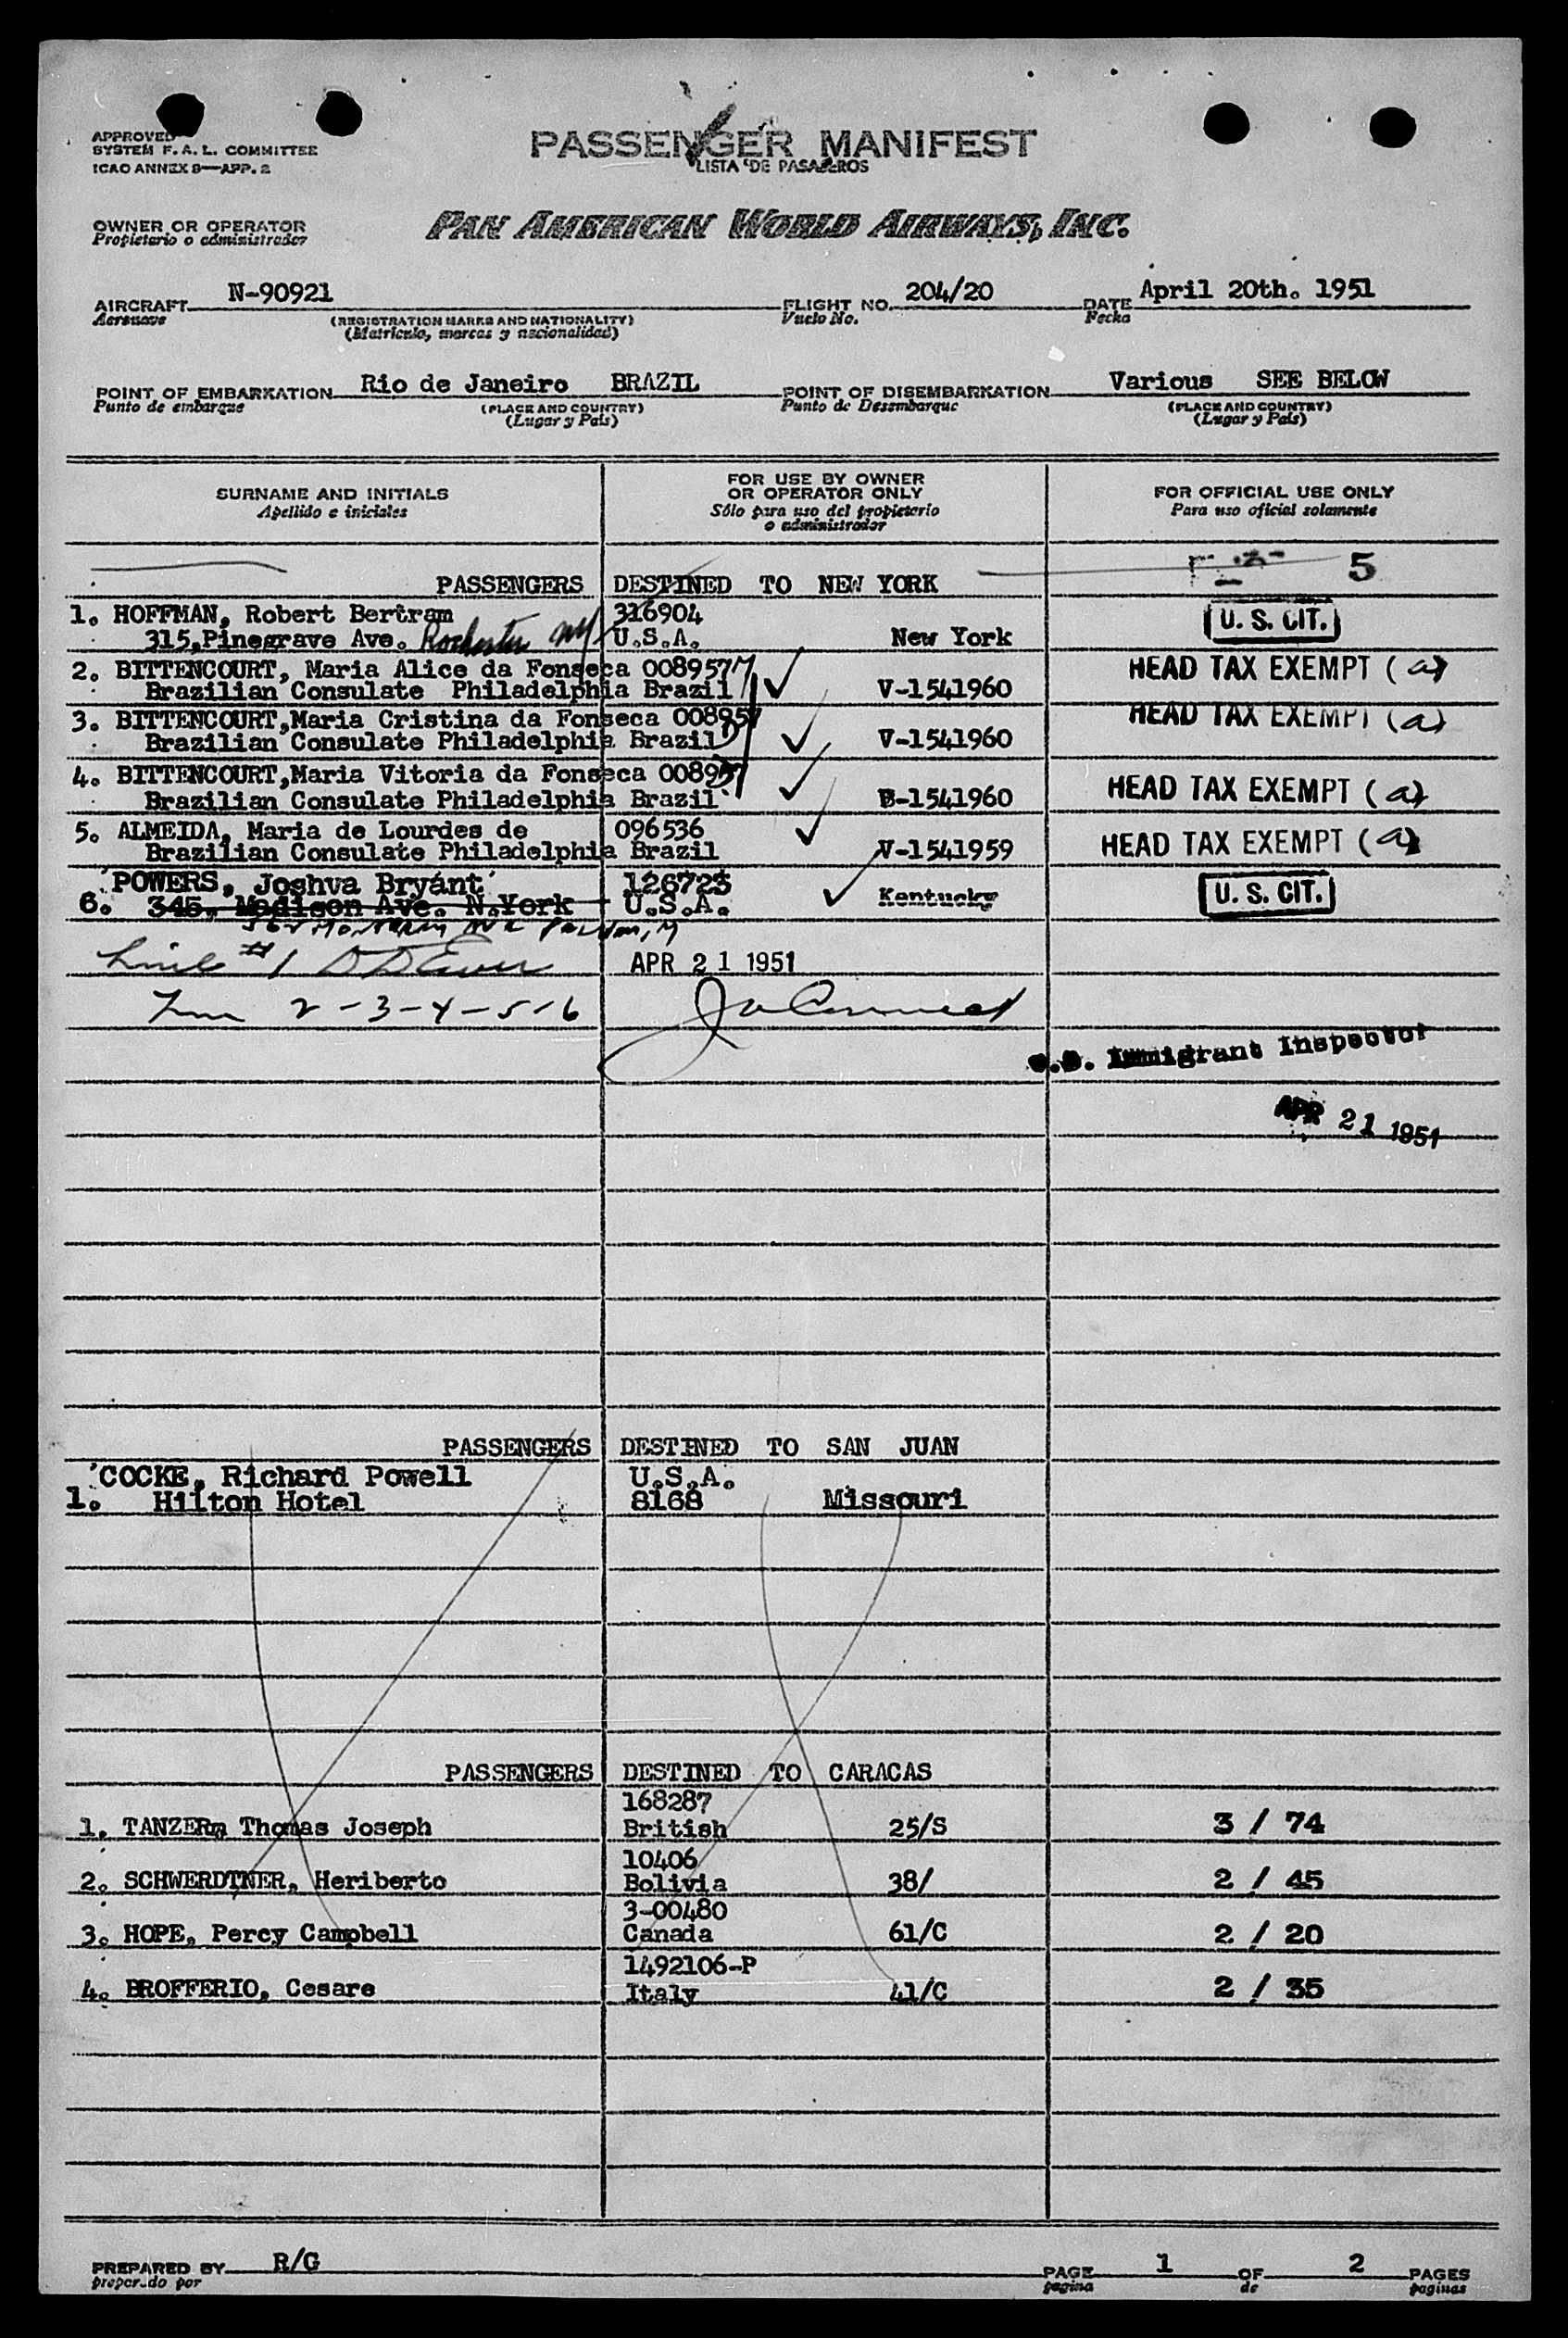 APPROVED
SYSTEM F. A. L. COMMITTEE
ICAO ANNEX 9—APP. 2
PASSENGER MANIFEST
LISTA DE PASAJEROS
OWNER OR OPERATOR
Propietario o administrador
PAN AMERICAN WORLD AIRWAYS, INC.
AIRCRAFT N-90921 FLIGHT NO. 204/20 DATE April 20th. 1951
Aeronave (REGISTRATION MARKS AND NATIONALITY) Vuelo No. Fecha
(Matricula, marcas y nacionalidad)
POINT OF EMBARKATION Rio de Janeiro BRAZIL POINT OF DISEMBARKATION Various SEE BELOW
Punto de embarque (PLACE AND COUNTRY) Punto de Desembarque (PLACE AND COUNTRY)
(Lugar y País) (Lugar y País)
SURNAME AND INITIALS FOR USE BY OWNER OR OPERATOR ONLY FOR OFFICIAL USE ONLY
Apellido e iniciales Sólo para uso del propietario o administrador Para uso oficial solamente
5
PASSENGERS DESTINED TO NEW YORK
1. HOFFMAN, Robert Bertram 316904 U. S. CIT.
315,Pinegrave Ave. Rochester NY U.S.A. New York
2. BITTENCOURT, Maria Alice da Fonseca 008957 HEAD TAX EXEMPT (a)
Brazilian Consulate Philadelphia Brazil V-1541960
3. BITTENCOURT,Maria Cristina da Fonseca 008957 HEAD TAX EXEMPT (a)
Brazilian Consulate Philadelphia Brazil V-1541960
4. BITTENCOURT,Maria Vitoria da Fonseca 008957 HEAD TAX EXEMPT (a)
Brazilian Consulate Philadelphia Brazil B-1541960
5. ALMEIDA, Maria de Lourdes de 096536 HEAD TAX EXEMPT (a)
Brazilian Consulate Philadelphia Brazil V-1541959
POWERS, Joshva Bryant 126723 U. S. CIT.
6. 345, Madison Ave. N.York U.S.A. Kentucky
Line #1 APR 21 1951
2-3-4-5-6
U.S. Immigrant Inspector
APR 21 1951
PASSENGERS DESTINED TO SAN JUAN
COCKE, Richard Powell U.S.A.
1. Hilton Hotel 8168 Missouri
PASSENGERS DESTINED TO CARACAS
168287
1. TANZER, Thomas Joseph British 25/S 3 / 74
10406
2. SCHWERDTNER, Heriberto Bolivia 38/ 2 / 45
3-00480
3. HOPE, Percy Campbell Canada 61/C 2 / 20
1492106-P
4. BROFFERIO, Cesare Italy 41/C 2 / 35
PREPARED BY R/G PAGE 1 OF 2 PAGES
preparado por pagina de paginas